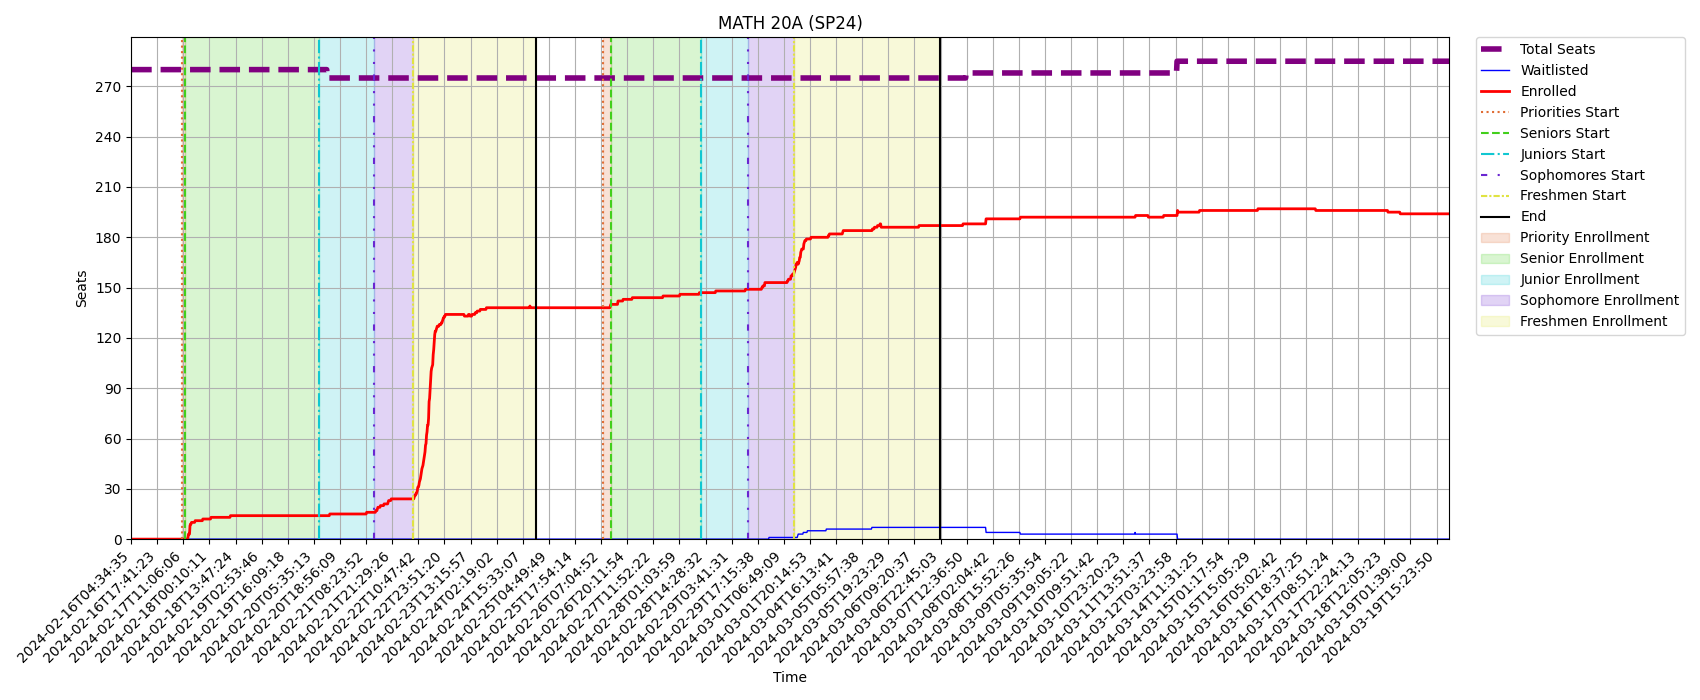 MATH 20A (SP24)
Seats
270
240
210
180
150
120
90
60
30
0
2024-02-16T04:34:35
2024-02-16T17:41:23
2024-02-17T11:06:06
2024-02-18T00:10:11
2024-02-18T13:47:24
2024-02-19T02:53:46
2024-02-19T16:09:18
2024-02-20T05:35:13
2024-02-20T18:56:09
2024-02-21T08:23:52
2024-02-21T21:29:26
2024-02-22T10:47:42
2024-02-22T23:51:20
2024-02-23T13:15:57
2024-02-24T02:19:02
2024-02-24T15:33:07
2024-02-25T04:49:49
2024-02-25T17:54:14
2024-02-26T07:04:52
2024-02-26T20:11:54
2024-02-27T11:52:22
2024-02-28T01:03:59
2024-02-28T14:28:32
2024-02-29T03:41:31
2024-02-29T17:15:38
2024-03-01T06:49:09
2024-03-01T20:14:53
2024-03-04T16:13:41
2024-03-05T05:57:38
2024-03-05T19:23:29
2024-03-06T09:20:37
2024-03-06T22:45:03
2024-03-07T12:36:50
2024-03-08T02:04:42
2024-03-08T15:52:26
2024-03-09T05:35:54
2024-03-09T19:05:22
2024-03-10T09:51:42
2024-03-10T23:20:23
2024-03-11T13:51:37
2024-03-12T03:23:58
2024-03-14T11:31:25
2024-03-15T01:17:54
2024-03-15T15:05:29
2024-03-16T05:02:42
2024-03-16T18:37:25
2024-03-17T08:51:24
2024-03-17T22:24:13
2024-03-18T12:05:23
2024-03-19T01:39:00
2024-03-19T15:23:50
Time
Total Seats
Waitlisted
Enrolled
Priorities Start
Seniors Start
Juniors Start
Sophomores Start
Freshmen Start
End
Priority Enrollment
Senior Enrollment
Junior Enrollment
Sophomore Enrollment
Freshmen Enrollment